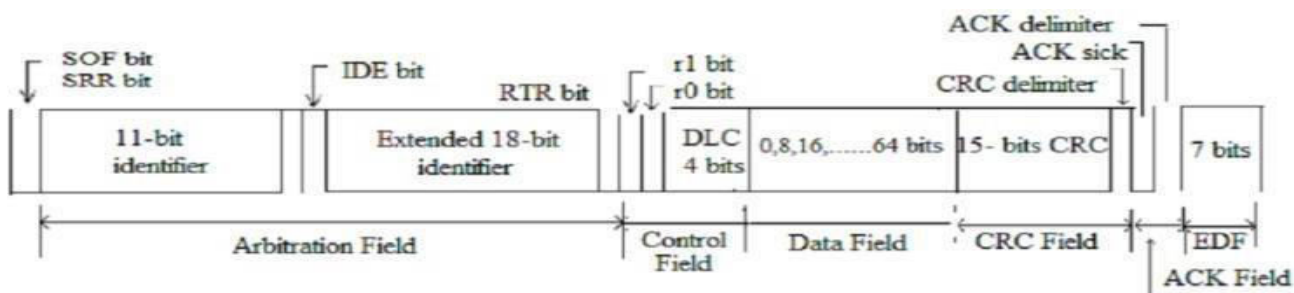 SOF bit
SRR bit
IDE bit
RTR bit
r1 bit
r0 bit
ACK delimiter
ACK sick
CRC delimiter
11-bit
identifier
Extended 18-bit
identifier
DLC
4 bits
0,8,16,......64 bits
15- bits CRC
7 bits
Arbitration Field
Control
Field
Data Field
CRC Field
EDF
ACK Field